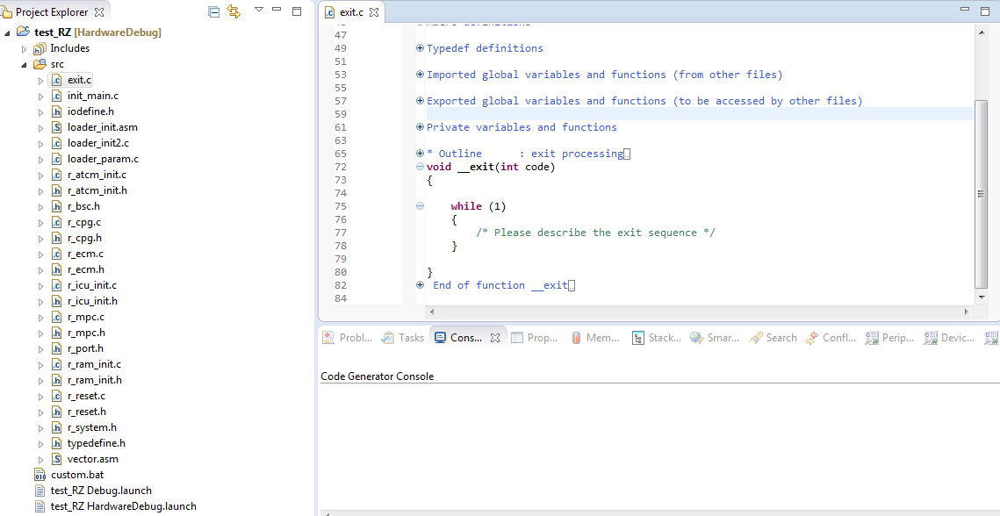 Project Explorer
test_RZ [HardwareDebug]
Includes
src
exit.c
init_main.c
iodefine.h
loader_init.asm
loader_init2.c
loader_param.c
r_atcm_init.c
r_atcm_init.h
r_bsc.h
r_cpg.c
r_cpg.h
r_ecm.c
r_ecm.h
r_icu_init.c
r_icu_init.h
r_mpc.c
r_mpc.h
r_port.h
r_ram_init.c
r_ram_init.h
r_reset.c
r_reset.h
r_system.h
typedefine.h
vector.asm
custom.bat
test_RZ Debug.launch
test_RZ HardwareDebug.launch
exit.c
47
49 Typedef definitions
51
53 Imported global variables and functions (from other files)
55
57 Exported global variables and functions (to be accessed by other files)
59
61 Private variables and functions
63
65 * Outline : exit processing
72 void __exit(int code)
73 {
74
75 while (1)
76 {
77 /* Please describe the exit sequence */
78 }
79
80 }
82 End of function __exit
84
Probl... Tasks Cons... Prop... Mem... Stack... Smar... Search Confl... Perip... Devic...
Code Generator Console